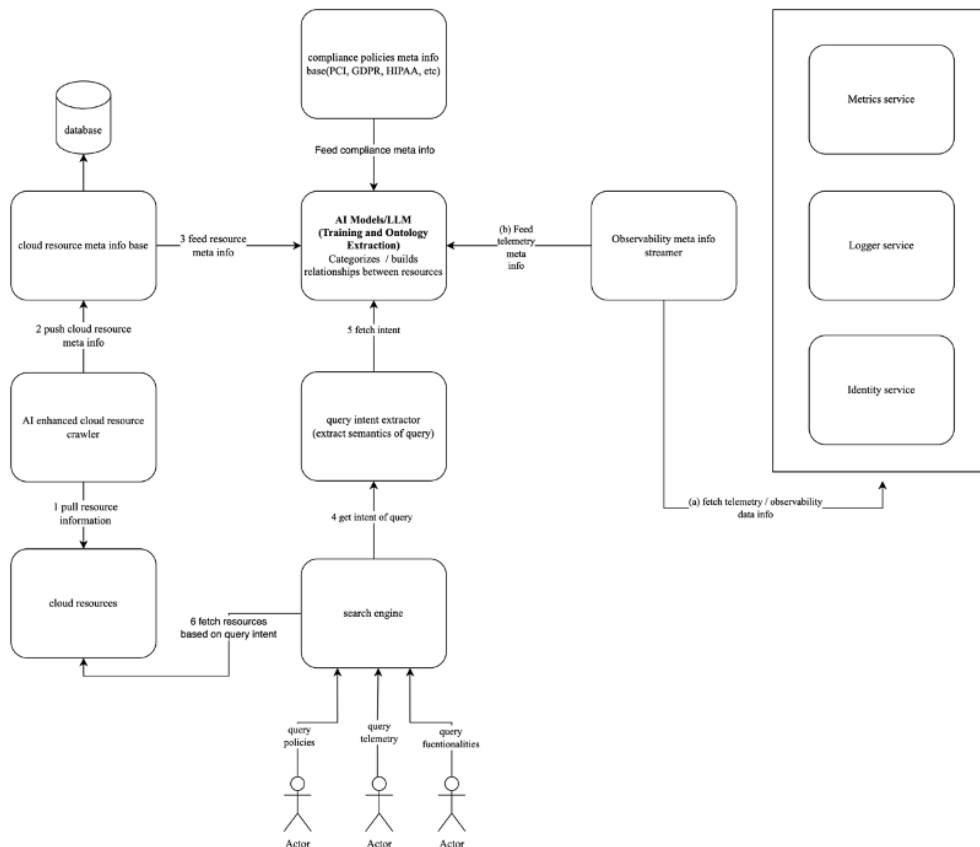 compliance policies meta info
base(PCI, GDPR, HIPAA, etc)
Metrics service
database
Feed compliance meta info
cloud resource meta info base
3 feed resource
meta info
AI Models/LLM
(Training and Ontology
Extraction)
Categorizes / builds
relationships between resources
(b) Feed
telemetry
meta
info
Observability meta info
streamer
Logger service
2 push cloud resource
meta info
5 fetch intent
AI enhanced cloud resource
crawler
query intent extractor
(extract semantics of query)
Identity service
1 pull resource
information
4 get intent of query
(a) fetch telemetry / observability
data info
cloud resources
6 fetch resources
based on query intent
search engine
query
policies
query
telemetry
query
fuentionalities
Actor
Actor
Actor